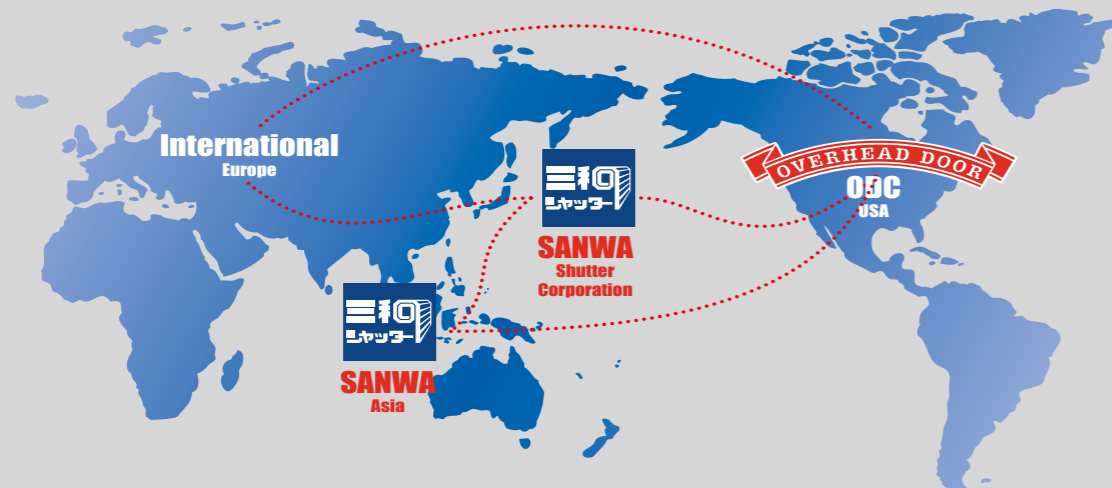 International
Europe
三和
シャッター
SANWA
Shutter
Corporation
OVERHEAD DOOR
ODC
USA
三和
シャッター
SANWA
Asia